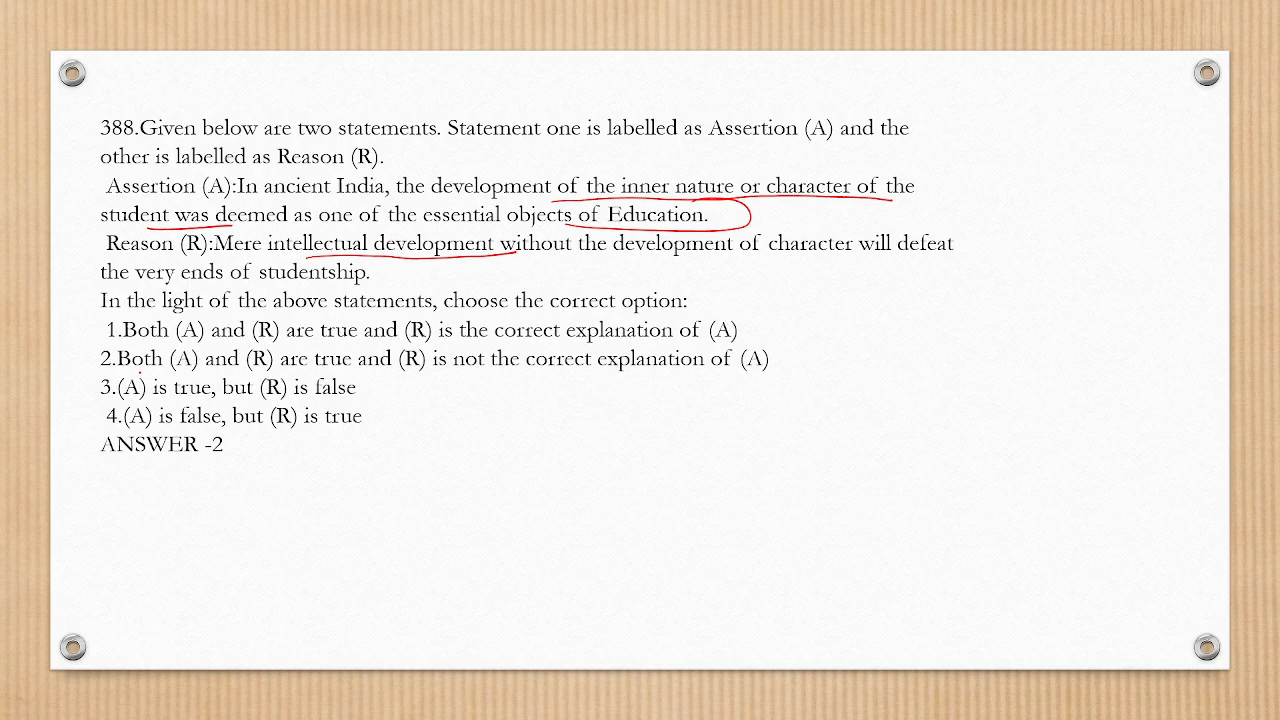 388.Given below are two statements. Statement one is labelled as Assertion (A) and the
other is labelled as Reason (R).
Assertion (A):In ancient India, the development of the inner nature or character of the
student was deemed as one of the essential objects of Education.
Reason (R):Mere intellectual development without the development of character will defeat
the very ends of studentship.
In the light of the above statements, choose the correct option:
1.Both (A) and (R) are true and (R) is the correct explanation of (A)
2.Both (A) and (R) are true and (R) is not the correct explanation of (A)
3.(A) is true, but (R) is false
4.(A) is false, but (R) is true
ANSWER -2